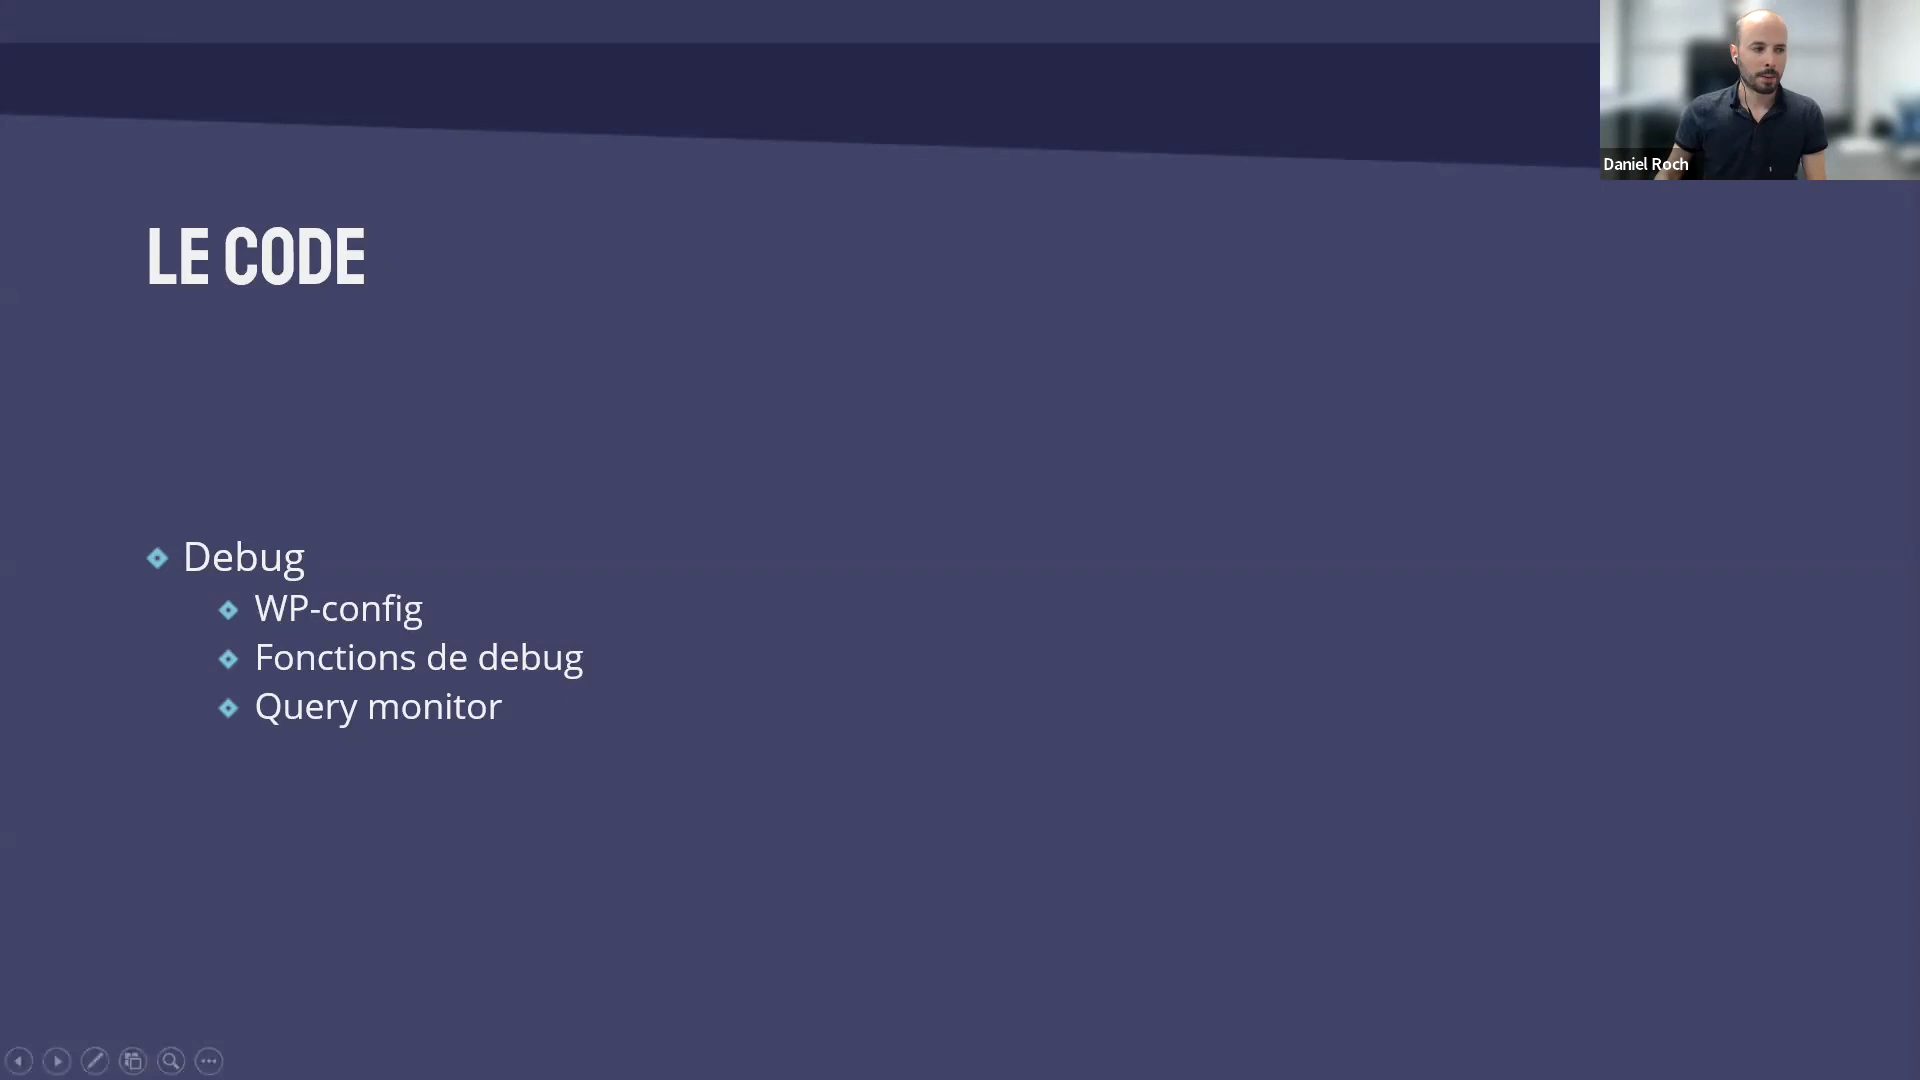 LE CODE
Debug
WP-config
Fonctions de debug
Query monitor
Daniel Roch